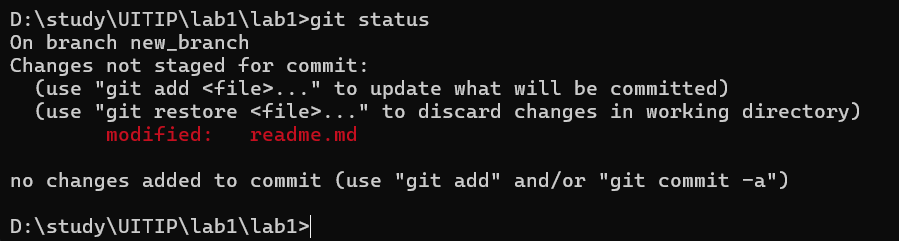 D:\study\UITIP\lab1\lab1>git status
On branch new_branch
Changes not staged for commit:
  (use "git add <file>..." to update what will be committed)
  (use "git restore <file>..." to discard changes in working directory)
        modified:   readme.md

no changes added to commit (use "git add" and/or "git commit -a")

D:\study\UITIP\lab1\lab1>